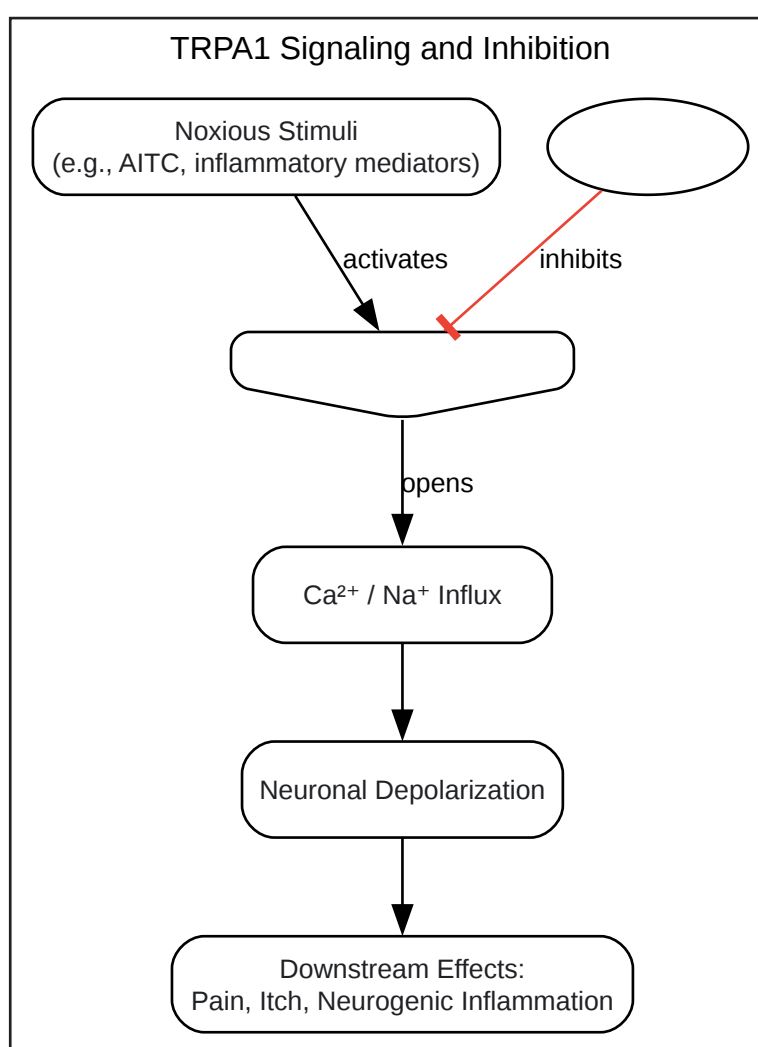 TRPA1 Signaling and Inhibition
Noxious Stimuli
(e.g., AITC, inflammatory mediators)
activates
inhibits
opens
Ca²⁺ / Na⁺ Influx
Neuronal Depolarization
Downstream Effects:
Pain, Itch, Neurogenic Inflammation